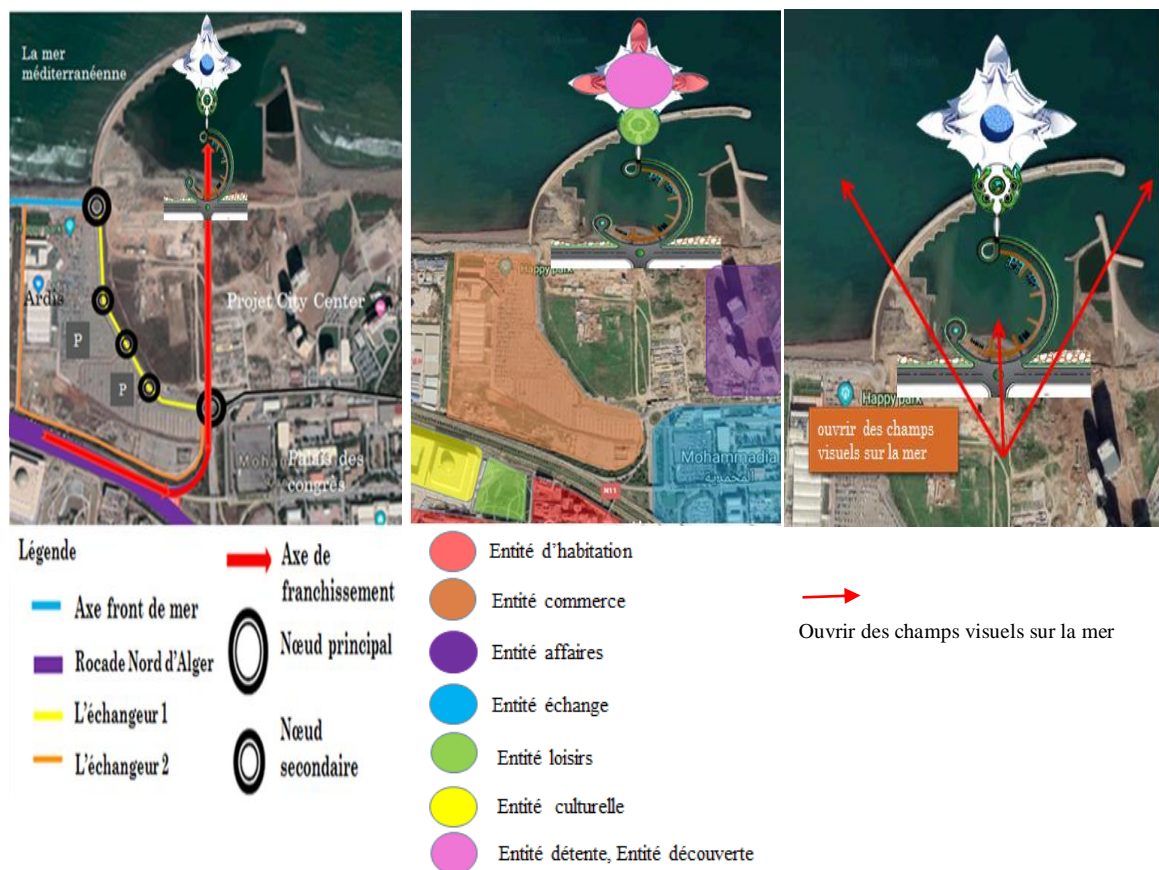 La mer
méditerranéenne
Happy park
Ardis
P
P
Projet City Center
Palais des
congrés
Happy park
Mohammadia
المحمدية
N11
Happy park
ouvrir des champs
visuels sur la mer
Légende
Axe front de mer
Rocade Nord d'Alger
L'échangeur 1
L'échangeur 2
Axe de
franchissement
Nœud principal
Nœud
secondaire
Entité d'habitation
Entité commerce
Entité affaires
Entité échange
Entité loisirs
Entité culturelle
Entité détente, Entité découverte
Ouvrir des champs visuels sur la mer